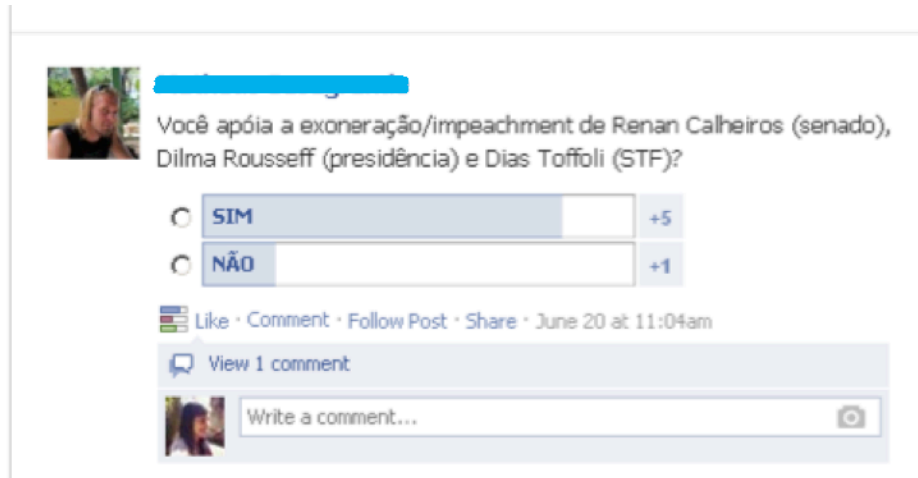 Você apóia a exoneração/impeachment de Renan Calheiros (senado),
Dilma Rousseff (presidência) e Dias Toffoli (STF)?
SIM +5
NÃO +1
Like · Comment · Follow Post · Share · June 20 at 11:04am
View 1 comment
Write a comment...